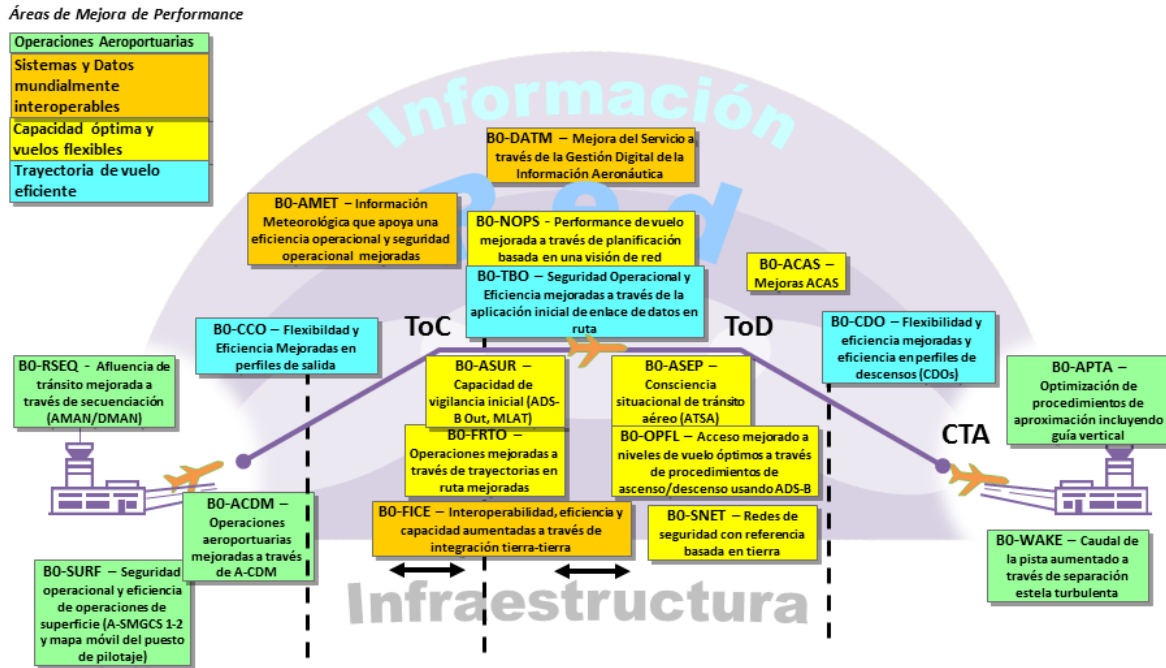 Áreas de Mejora de Performance
Operaciones Aeroportuarias
Sistemas y Datos
mundialmente
interoperables
Capacidad óptima y
vuelos flexibles
Trayectoria de vuelo
eficiente
Información
Red
B0-DATM – Mejora del Servicio a
través de la Gestión Digital de la
Información Aeronáutica
B0-AMET – Información
Meteorológica que apoya una
eficiencia operacional y seguridad
operacional mejoradas
B0-NOPS - Performance de vuelo
mejorada a través de planificación
basada en una visión de red
B0-TBO – Seguridad Operacional y
Eficiencia mejoradas a través de la
aplicación inicial de enlace de datos en
ruta
B0-ACAS –
Mejoras ACAS
B0-CCO – Flexibildad y
Eficiencia Mejoradas en
perfiles de salida
ToC
ToD
B0-CDO – Flexibilidad y
eficiencia mejoradas y
eficiencia en perfiles de
descensos (CDOs)
B0-RSEQ - Afluencia de
tránsito mejorada a
través de secuenciación
(AMAN/DMAN)
B0-ASUR –
Capacidad de
vigilancia inicial (ADS-
B Out, MLAT)
B0-ASEP –
Consciencia
situacional de tránsito
aéreo (ATSA)
B0-APTA –
Optimización de
procedimientos de
aproximación incluyendo
guía vertical
CTA
B0-FRTO –
Operaciones mejoradas
a través de trayectorias en
ruta mejoradas
B0-OPFL – Acceso mejorado a
niveles de vuelo óptimos a través
de procedimientos de
ascenso/descenso usando ADS-B
B0-ACDM –
Operaciones
aeroportuarias
mejoradas a través
de A-CDM
B0-FICE – Interoperabilidad, eficiencia y
capacidad aumentadas a través de
integración tierra-tierra
B0-SNET – Redes de
seguridad con referencia
basada en tierra
B0-WAKE – Caudal de
la pista aumentado a
través de separación
estela turbulenta
B0-SURF – Seguridad
operacional y eficiencia
de operaciones de
superficie (A-SMGCS 1-2
y mapa móvil del puesto
de pilotaje)
Infraestructura